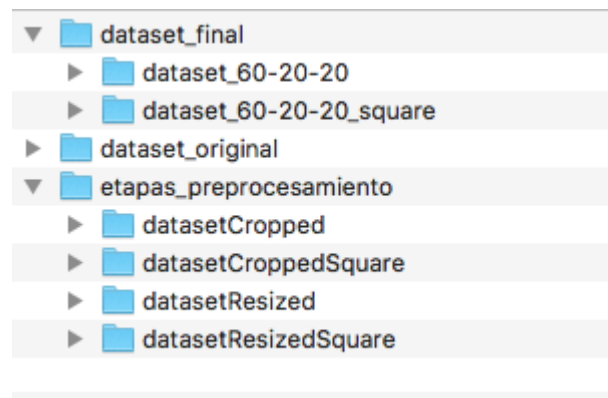 dataset_final
dataset_60-20-20
dataset_60-20-20_square
dataset_original
etapas_preprocesamiento
datasetCropped
datasetCroppedSquare
datasetResized
datasetResizedSquare